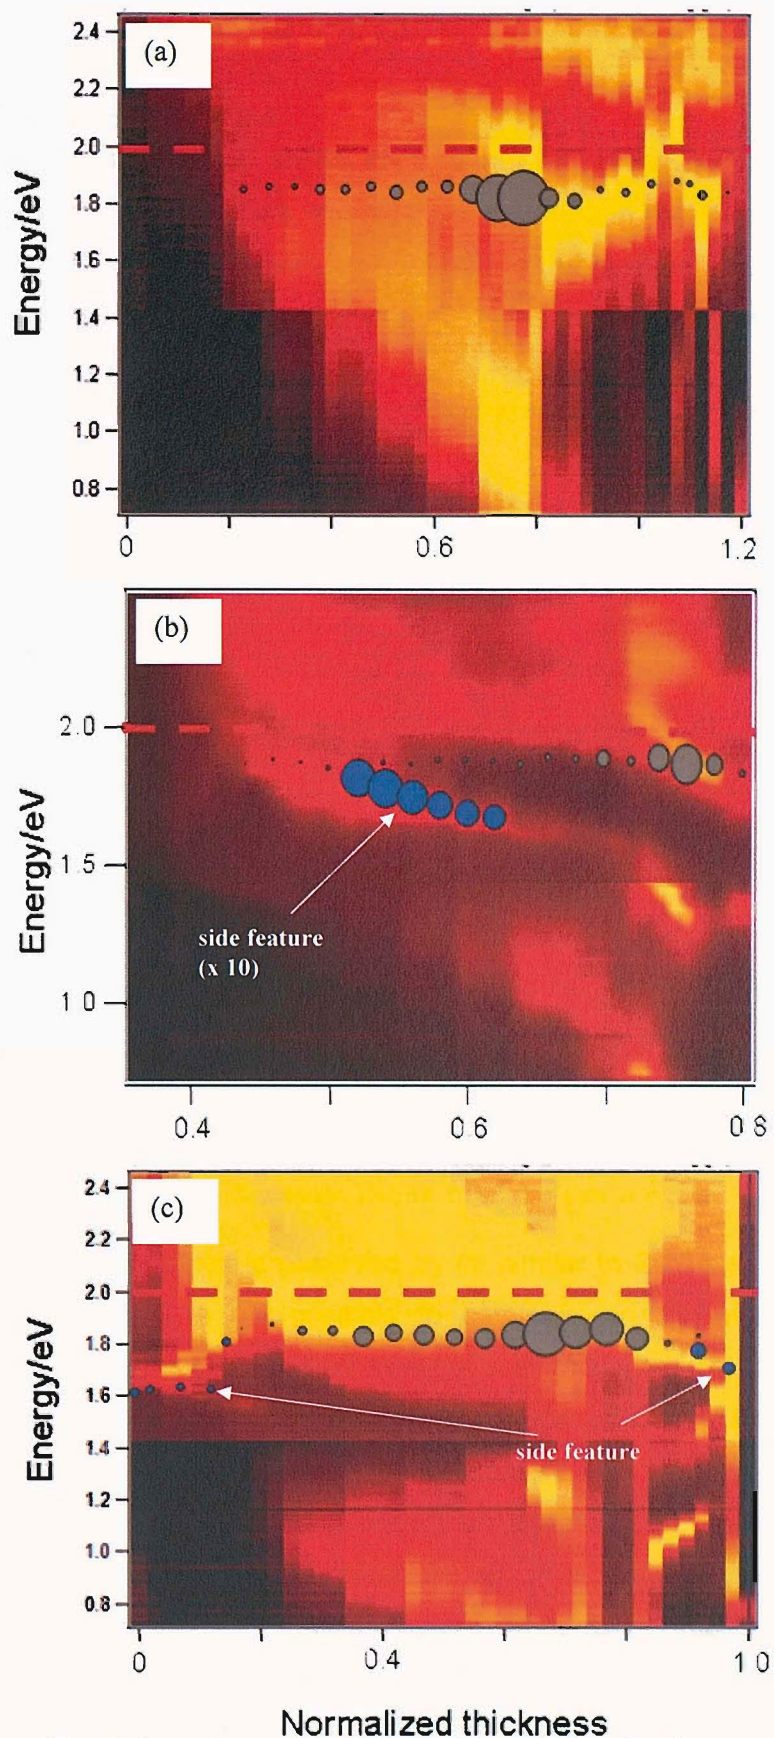 (a)
2.4
2.2
2.0
1.8
1.6
1.4
1.2
1.0
0.8
Energy/eV
0 0.6 1.2
(b)
2.0
1.5
1 0
Energy/eV
side feature
(x 10)
0.4 0.6 0 8
(c)
2.4
2.2
2.0
1.8
1.6
1.4
1.2
1.0
0.8
Energy/eV
side feature
0 0.4 1 0
Normalized thickness